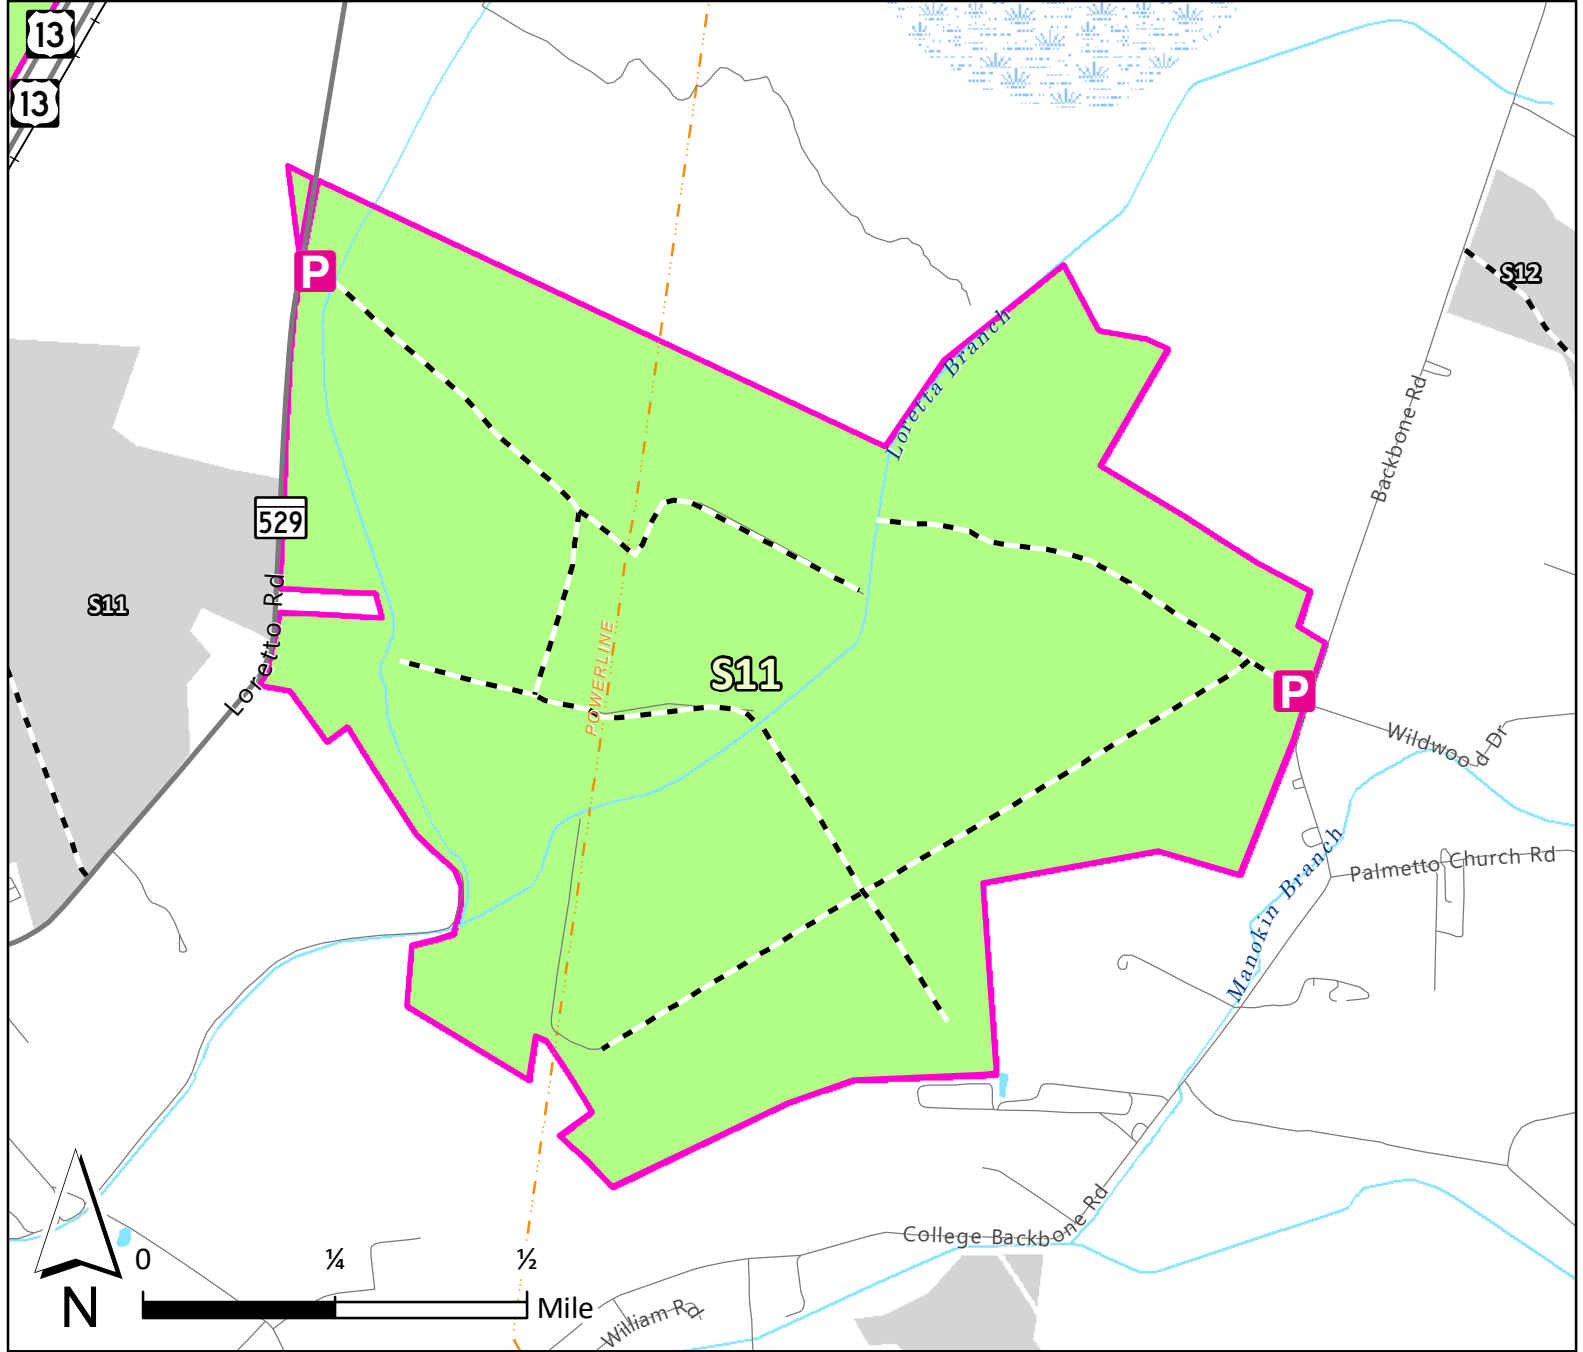 13
13
P
S12
Loretta Branch
Backbone Rd
529
S11
Loretto Rd
POWERLINE
S11
P
Wildwood Dr
Manokin Branch
Palmetto Church Rd
College Backbone Rd
0 ¼ ½
Mile
N
William Rd